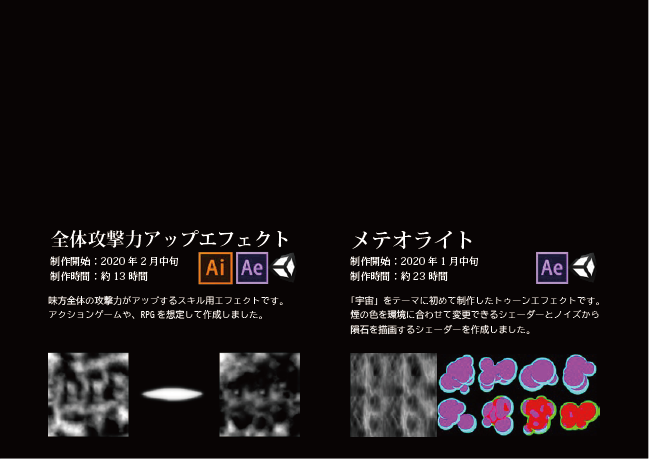 全体攻撃力アップエフェクト
制作開始：2020 年 2 月中旬
制作時間：約 13 時間
Ai
Ae
味方全体の攻撃力がアップするスキル用エフェクトです。
アクションゲームや、RPG を想定して作成しました。
メテオライト
制作開始：2020 年 1 月中旬
制作時間：約 23 時間
Ae
「宇宙」をテーマに初めて制作したトゥーンエフェクトです。
煙の色を環境に合わせて変更できるシェーダーとノイズから
隕石を描画するシェーダーを作成しました。